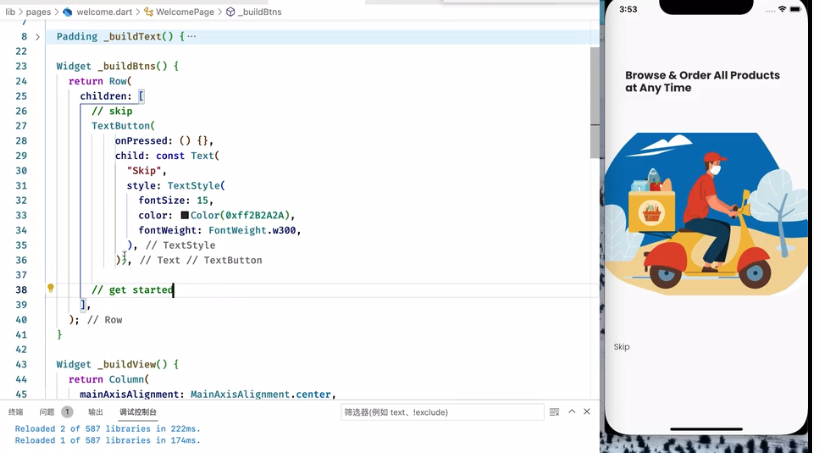 lib > pages > welcome.dart > WelcomePage > _buildBtns
7
8 > Padding _buildText() { ···
22
23 Widget _buildBtns() {
24 return Row(
25 children: [
26 // skip
27 TextButton(
28 onPressed: () {},
29 child: const Text(
30 "Skip",
31 style: TextStyle(
32 fontSize: 15,
33 color: Color(0xff2B2A2A),
34 fontWeight: FontWeight.w300,
35 ), // TextStyle
36 )), // Text // TextButton
37
38 // get started
39 ],
40 ); // Row
41 }
42
43 Widget _buildView() {
44 return Column(
45 mainAxisAlignment: MainAxisAlignment.center,
终端 问题 1 输出 调试控制台 筛选器(例如 text、!exclude)
Reloaded 2 of 587 libraries in 222ms.
Reloaded 1 of 587 libraries in 174ms.
3:53
Browse & Order All Products
at Any Time
Skip